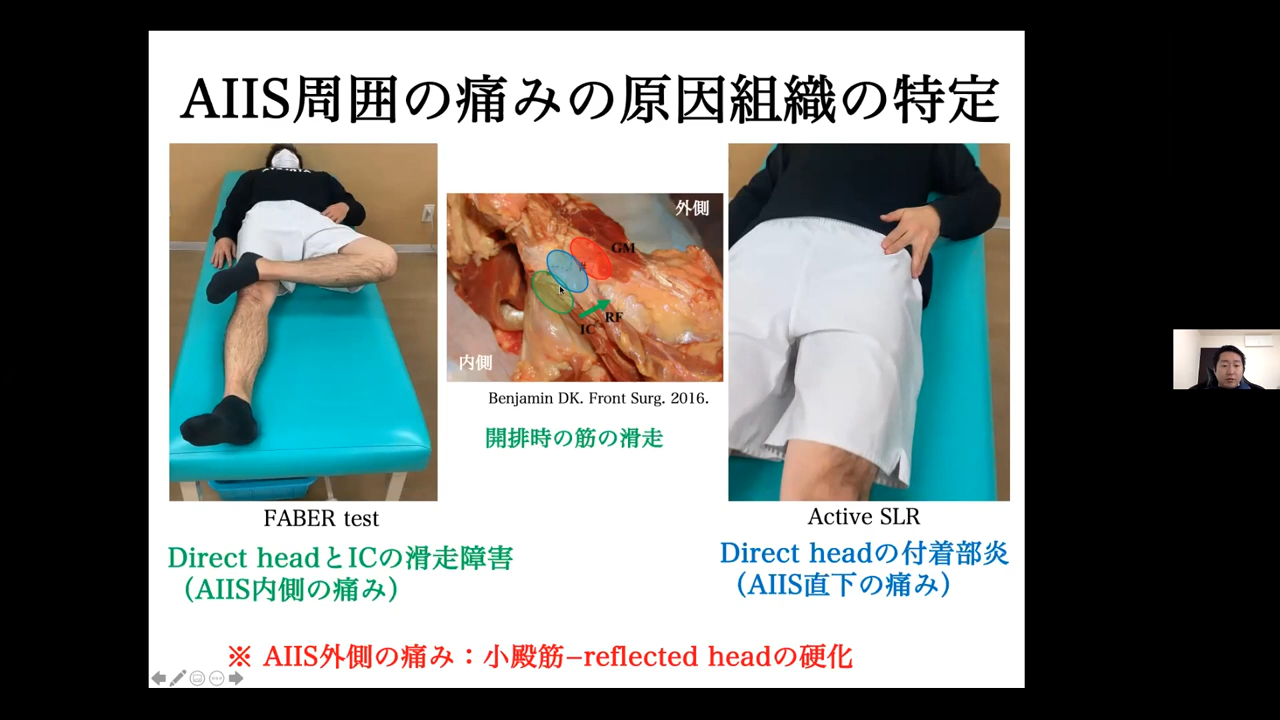 AIIS周囲の痛みの原因組織の特定
外側
GM
RF
IC
内側
Benjamin DK. Front Surg. 2016.
開排時の筋の滑走
FABER test
Direct headとICの滑走障害
（AIIS内側の痛み）
Active SLR
Direct headの付着部炎
（AIIS直下の痛み）
※ AIIS外側の痛み：小殿筋–reflected headの硬化